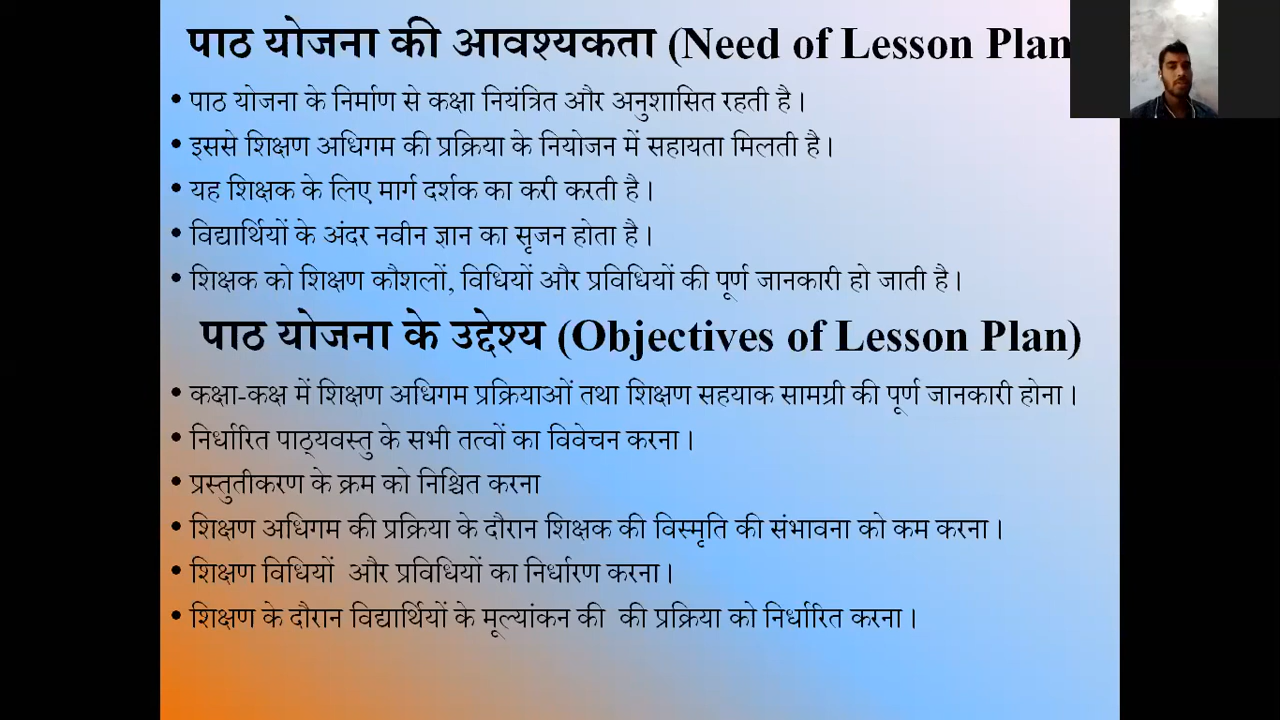 पाठ योजना की आवश्यकता (Need of Lesson Plan
• पाठ योजना के निर्माण से कक्षा नियंत्रित और अनुशासित रहती है।
• इससे शिक्षण अधिगम की प्रक्रिया के नियोजन में सहायता मिलती है।
• यह शिक्षक के लिए मार्ग दर्शक का करी करती है।
• विद्यार्थियों के अंदर नवीन ज्ञान का सृजन होता है।
• शिक्षक को शिक्षण कौशलों, विधियों और प्रविधियों की पूर्ण जानकारी हो जाती है।
पाठ योजना के उद्देश्य (Objectives of Lesson Plan)
• कक्षा-कक्ष में शिक्षण अधिगम प्रक्रियाओं तथा शिक्षण सहयाक सामग्री की पूर्ण जानकारी होना।
• निर्धारित पाठ्यवस्तु के सभी तत्वों का विवेचन करना।
• प्रस्तुतीकरण के क्रम को निश्चित करना
• शिक्षण अधिगम की प्रक्रिया के दौरान शिक्षक की विस्मृति की संभावना को कम करना।
• शिक्षण विधियों और प्रविधियों का निर्धारण करना।
• शिक्षण के दौरान विद्यार्थियों के मूल्यांकन की की प्रक्रिया को निर्धारित करना।